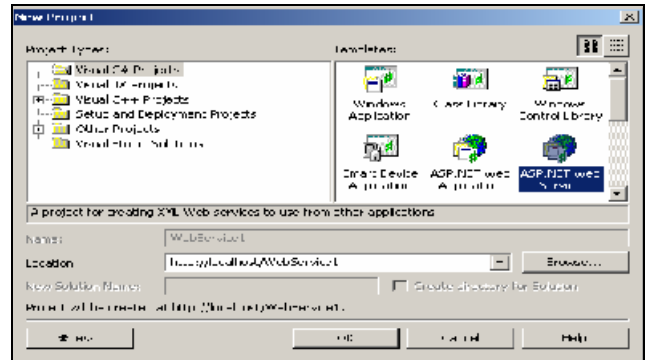 New Project
Project Types:
Templates:
Visual C# Projects
Visual J# Projects
Visual C++ Projects
Setup and Deployment Projects
Other Projects
Visual Studio Solutions
Windows Application
Class Library
Windows Control Library
Smart Device Application
ASP.NET Web Application
ASP.NET Web Service
A project for creating XML Web services to use from other applications
Name:
WebService1
Location:
http://localhost/WebService1
Browse...
New Solution Name:
Create directory for Solution
Project will be created at http://localhost/WebService1.
OK
Cancel
Help